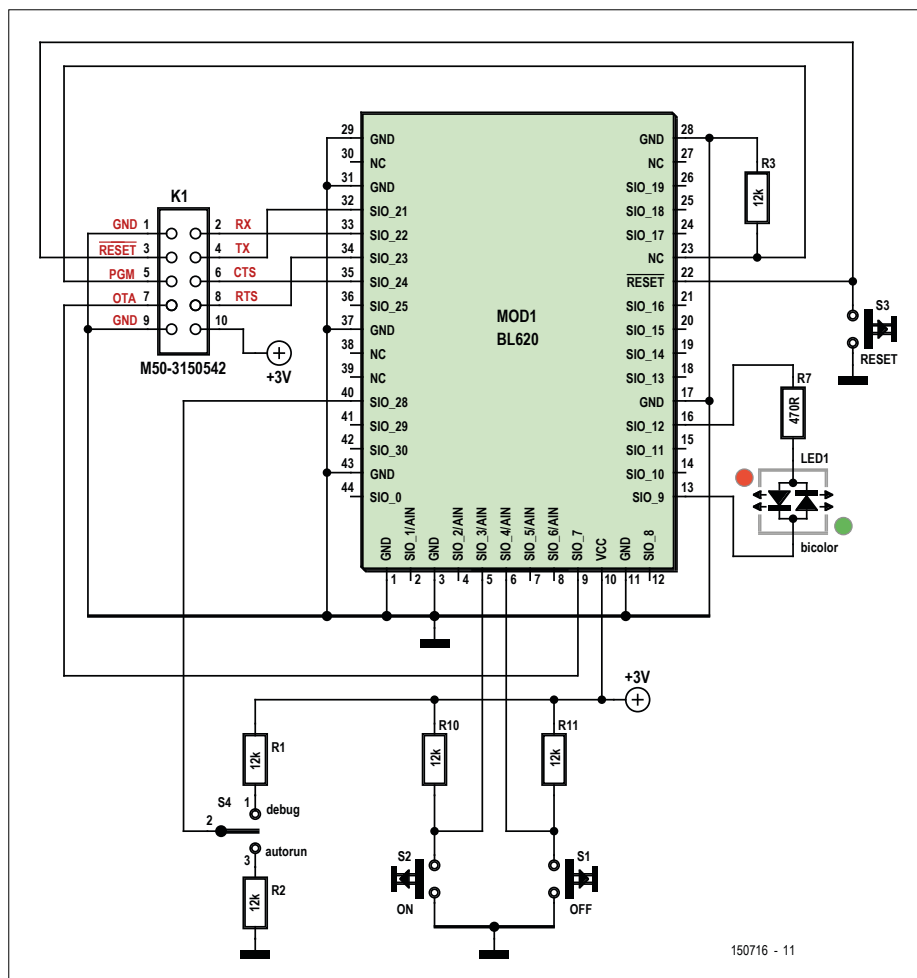 29 GND
30 NC
31 GND
32 SIO_21
33 SIO_22
34 SIO_23
35 SIO_24
36 SIO_25
37 GND
38 NC
39 NC
40 SIO_28
41 SIO_29
42 SIO_30
43 GND
44 SIO_0
MOD1
BL620
GND 28
NC 27
SIO_19 26
SIO_18 25
SIO_17 24
NC 23
RESET 22
SIO_16 21
SIO_15 20
SIO_14 19
SIO_13 18
GND 17
SIO_12 16
SIO_11 15
SIO_10 14
SIO_9 13
GND 1
SIO_1/AIN 2
GND 3
SIO_2/AIN 4
SIO_3/AIN 5
SIO_4/AIN 6
SIO_5/AIN 7
SIO_6/AIN 8
SIO_7 9
VCC 10
GND 11
SIO_8 12
K1
GND 1 2 RX
RESET 3 4 TX
PGM 5 6 CTS
OTA 7 8 RTS
GND 9 10
M50-3150542
+3V
R3
12k
S3
RESET
R7
470R
LED1
bicolor
+3V
R1
12k
R10
12k
R11
12k
S4
1 debug
2
3 autorun
R2
12k
S2
ON
S1
OFF
150716 - 11